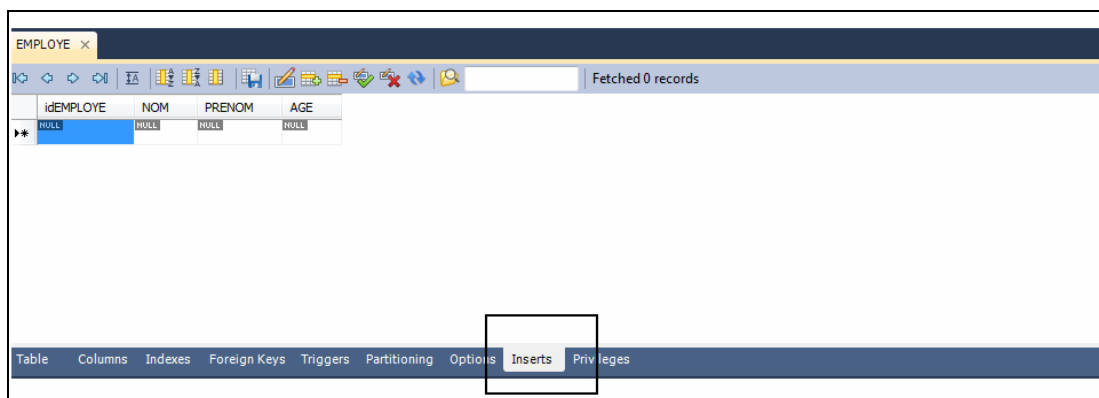 EMPLOYE
Fetched 0 records
idEMPLOYE NOM PRENOM AGE
NULL NULL NULL NULL
Table Columns Indexes Foreign Keys Triggers Partitioning Options Inserts Privileges